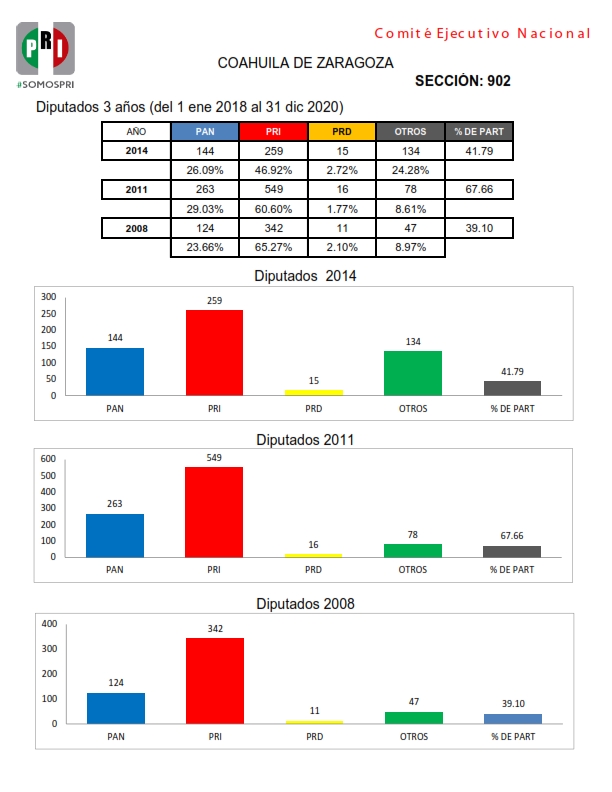 PRI
#SOMOSPRI
Comité Ejecutivo Nacional
COAHUILA DE ZARAGOZA
SECCIÓN: 902
Diputados 3 años (del 1 ene 2018 al 31 dic 2020)
AÑO PAN PRI PRD OTROS % DE PART
2014 144 259 15 134 41.79
26.09% 46.92% 2.72% 24.28%
2011 263 549 16 78 67.66
29.03% 60.60% 1.77% 8.61%
2008 124 342 11 47 39.10
23.66% 65.27% 2.10% 8.97%
Diputados 2014
300
259
250
200
144
150
134
100
41.79
50
15
0
PAN PRI PRD OTROS % DE PART
Diputados 2011
600
549
500
400
300
263
200
100
78
67.66
16
0
PAN PRI PRD OTROS % DE PART
Diputados 2008
400
342
300
200
124
100
47
39.10
11
0
PAN PRI PRD OTROS % DE PART